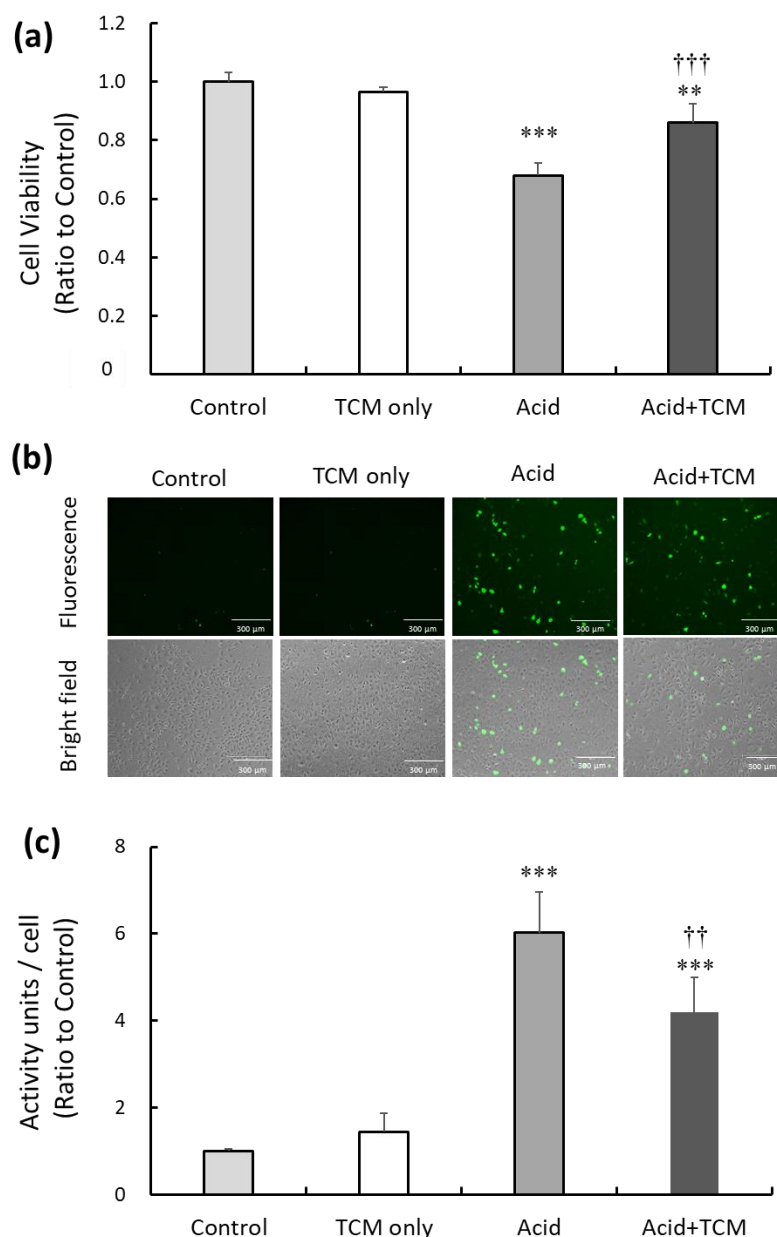 (a)
Cell Viability
(Ratio to Control)
1.2
1.0
0.8
0.6
0.4
0.2
0
***
†††
**
Control TCM only Acid Acid+TCM
(b)
Control TCM only Acid Acid+TCM
Fluorescence
300 µm 300 µm 300 µm 300 µm
Bright field
300 µm 300 µm 300 µm 300 µm
(c)
Activity units / cell
(Ratio to Control)
8
6
4
2
0
***
††
***
Control TCM only Acid Acid+TCM